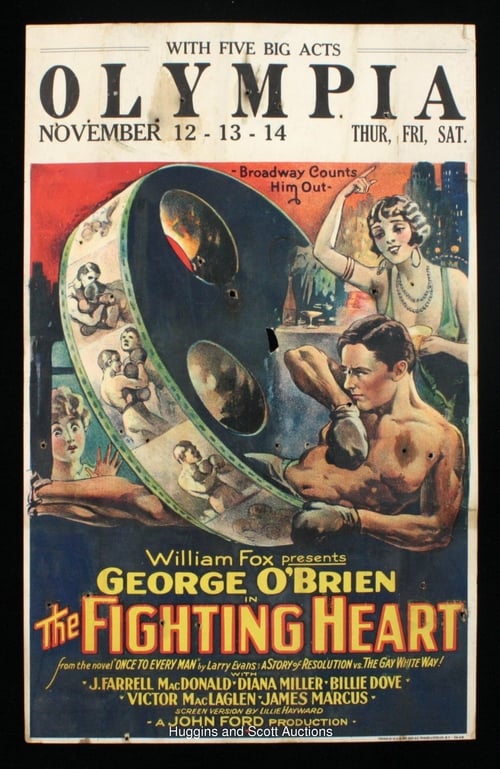 WITH FIVE BIG ACTS
OLYMPIA
NOVEMBER 12 - 13 - 14 THUR, FRI, SAT.
- Broadway Counts
Him Out -
William Fox presents
GEORGE O'BRIEN
IN
The FIGHTING HEART
from the novel "ONCE TO EVERY MAN" by Larry Evans: A STORY of RESOLUTION vs. THE GAY WHITE WAY!
WITH
· J. FARRELL MacDONALD · DIANA MILLER · BILLIE DOVE ·
VICTOR MacLAGLEN · JAMES MARCUS ·
SCREEN VERSION BY LILLIE HAYWARD
- A JOHN FORD PRODUCTION -
Huggins and Scott Auctions